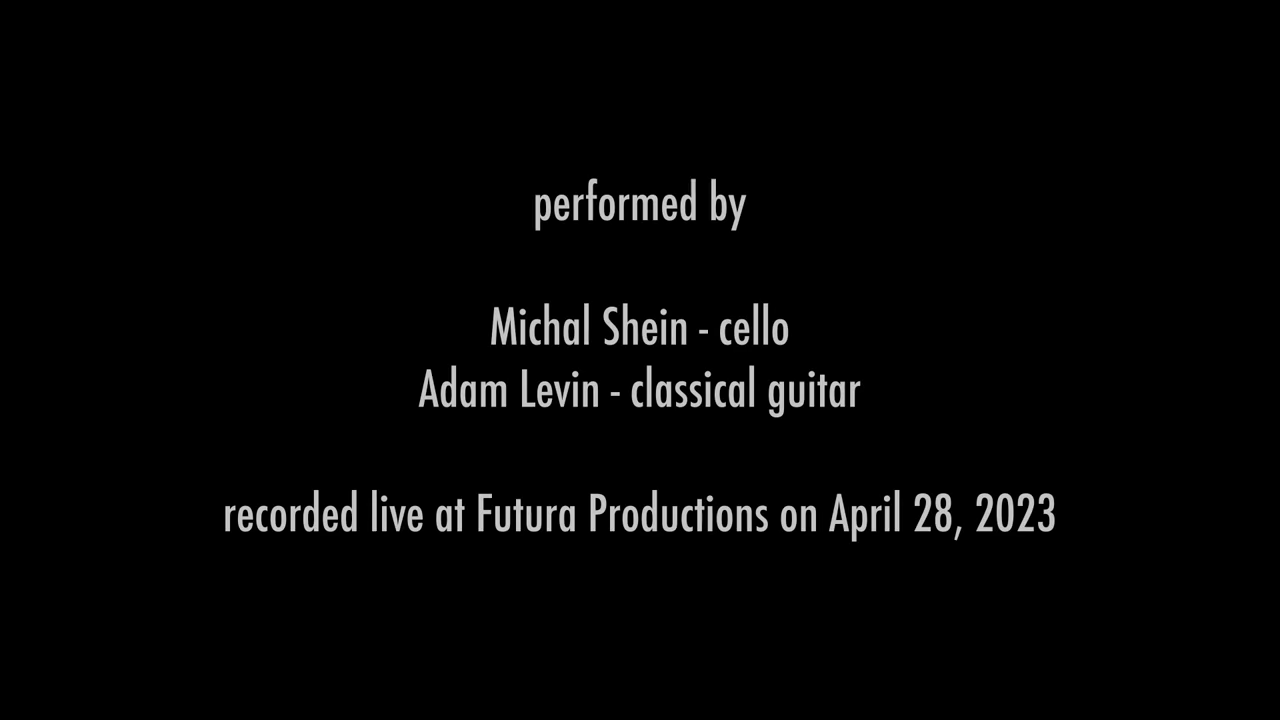 performed by
Michal Shein - cello
Adam Levin - classical guitar
recorded live at Futura Productions on April 28, 2023